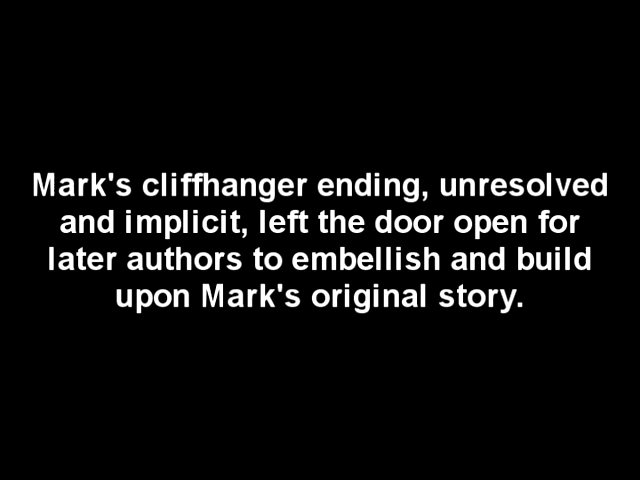 Mark's cliffhanger ending, unresolved
and implicit, left the door open for
later authors to embellish and build
upon Mark's original story.